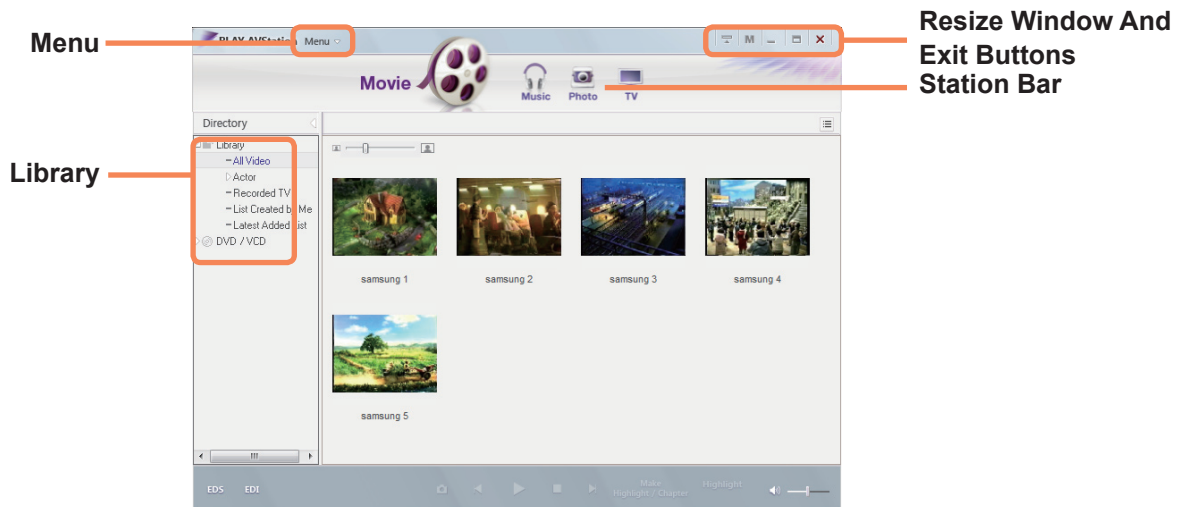 Menu
Resize Window And
Exit Buttons
Station Bar
Library
PLAY AVStation Menu
M
Movie
Music Photo TV
Directory
Library
All Video
Actor
Recorded TV
List Created by Me
Latest Added List
DVD / VCD
samsung 1 samsung 2 samsung 3 samsung 4
samsung 5
EDS EDI
Make
Highlight / Chapter
Highlight